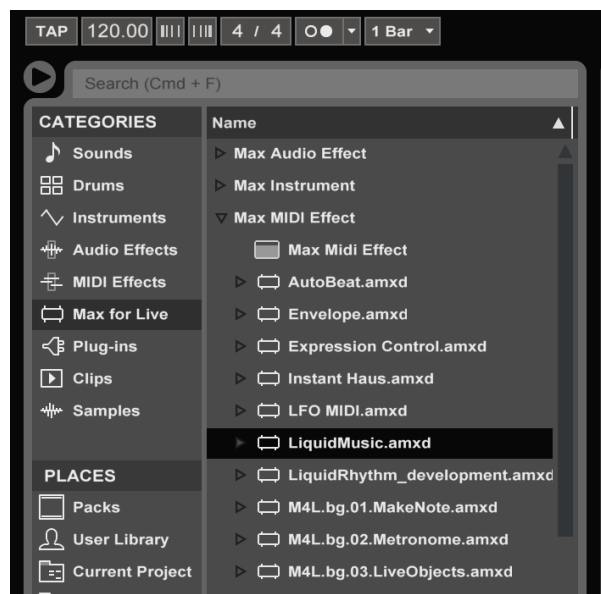 TAP 120.00 4 / 4 1 Bar
Search (Cmd + F)
CATEGORIES
Sounds
Drums
Instruments
Audio Effects
MIDI Effects
Max for Live
Plug-ins
Clips
Samples
PLACES
Packs
User Library
Current Project
Name
Max Audio Effect
Max Instrument
Max MIDI Effect
Max Midi Effect
AutoBeat.amxd
Envelope.amxd
Expression Control.amxd
Instant Haus.amxd
LFO MIDI.amxd
LiquidMusic.amxd
LiquidRhythm_development.amxd
M4L.bg.01.MakeNote.amxd
M4L.bg.02.Metronome.amxd
M4L.bg.03.LiveObjects.amxd